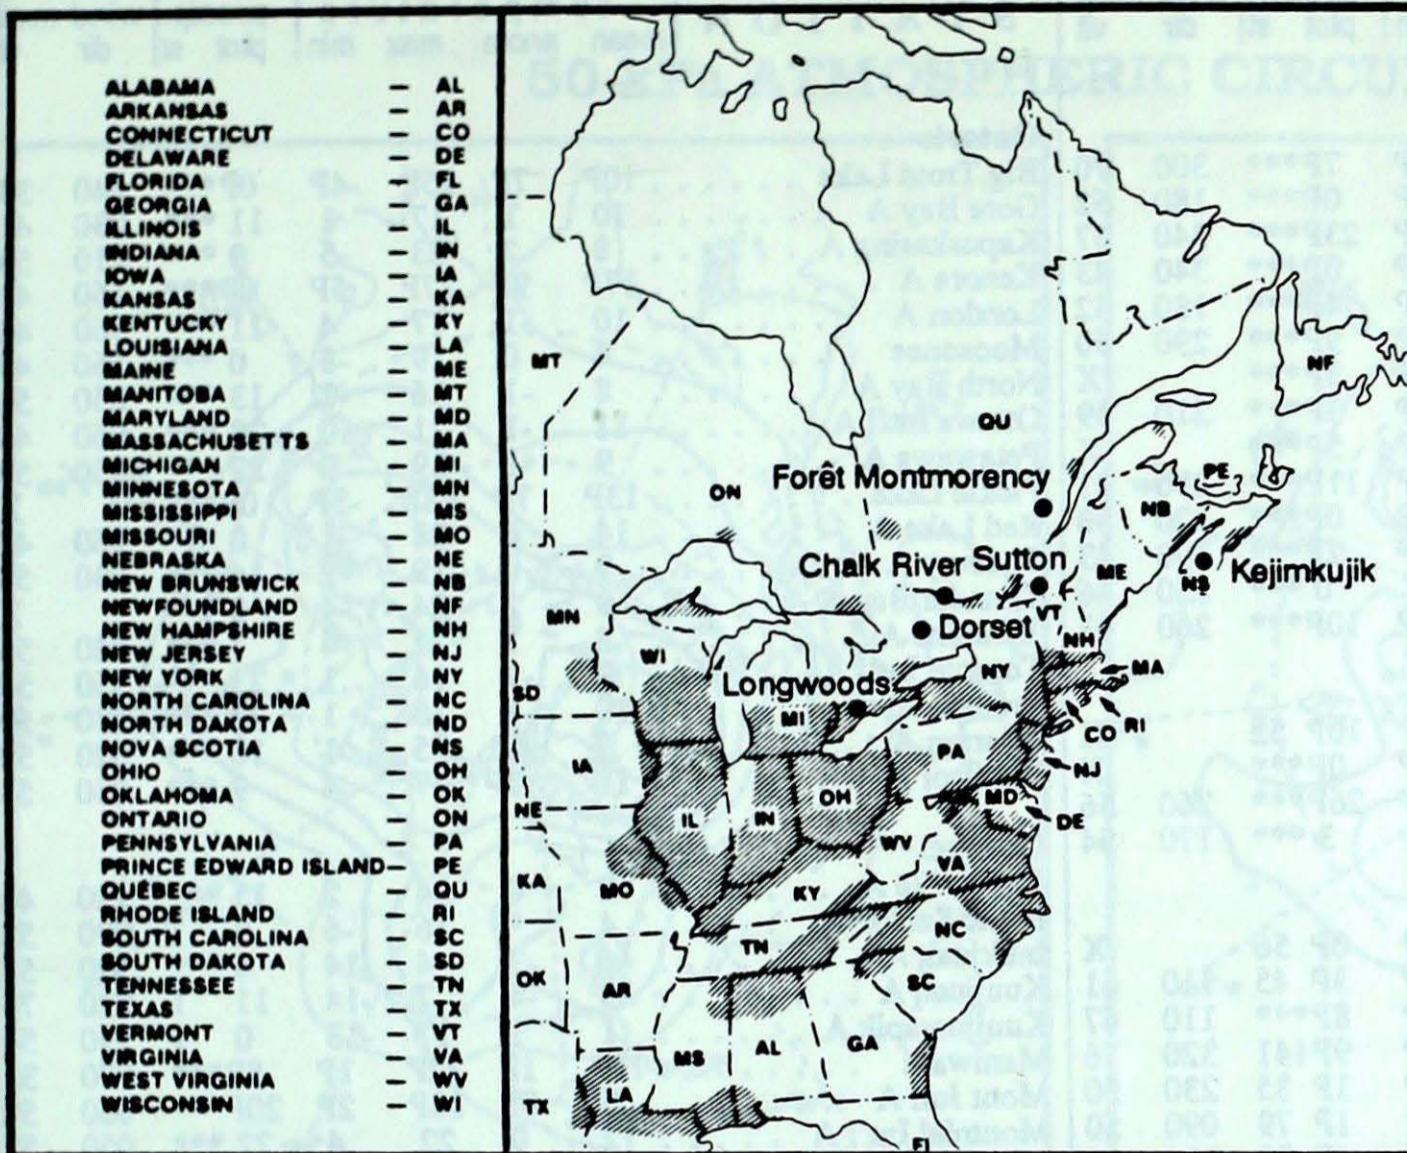 ALABAMA — AL
ARKANSAS — AR
CONNECTICUT — CO
DELAWARE — DE
FLORIDA — FL
GEORGIA — GA
ILLINOIS — IL
INDIANA — IN
IOWA — IA
KANSAS — KA
KENTUCKY — KY
LOUISIANA — LA
MAINE — ME
MANITOBA — MT
MARYLAND — MD
MASSACHUSETTS — MA
MICHIGAN — MI
MINNESOTA — MN
MISSISSIPPI — MS
MISSOURI — MO
NEBRASKA — NE
NEW BRUNSWICK — NB
NEWFOUNDLAND — NF
NEW HAMPSHIRE — NH
NEW JERSEY — NJ
NEW YORK — NY
NORTH CAROLINA — NC
NORTH DAKOTA — ND
NOVA SCOTIA — NS
OHIO — OH
OKLAHOMA — OK
ONTARIO — ON
PENNSYLVANIA — PA
PRINCE EDWARD ISLAND — PE
QUÉBEC — QU
RHODE ISLAND — RI
SOUTH CAROLINA — SC
SOUTH DAKOTA — SD
TENNESSEE — TN
TEXAS — TX
VERMONT — VT
VIRGINIA — VA
WEST VIRGINIA — WV
WISCONSIN — WI
MT
NF
QU
ON
Forêt Montmorency
PE
NB
Chalk River
Sutton
ME
NS
Kejimkujik
MN
VT
Dorset
NH
WI
NY
MA
SD
Longwoods
MI
CO
RI
IA
PA
NJ
NE
IL
IN
OH
MD
DE
WV
VA
KA
MO
KY
NC
TN
OK
AR
SC
MS
AL
GA
LA
TX
Fl